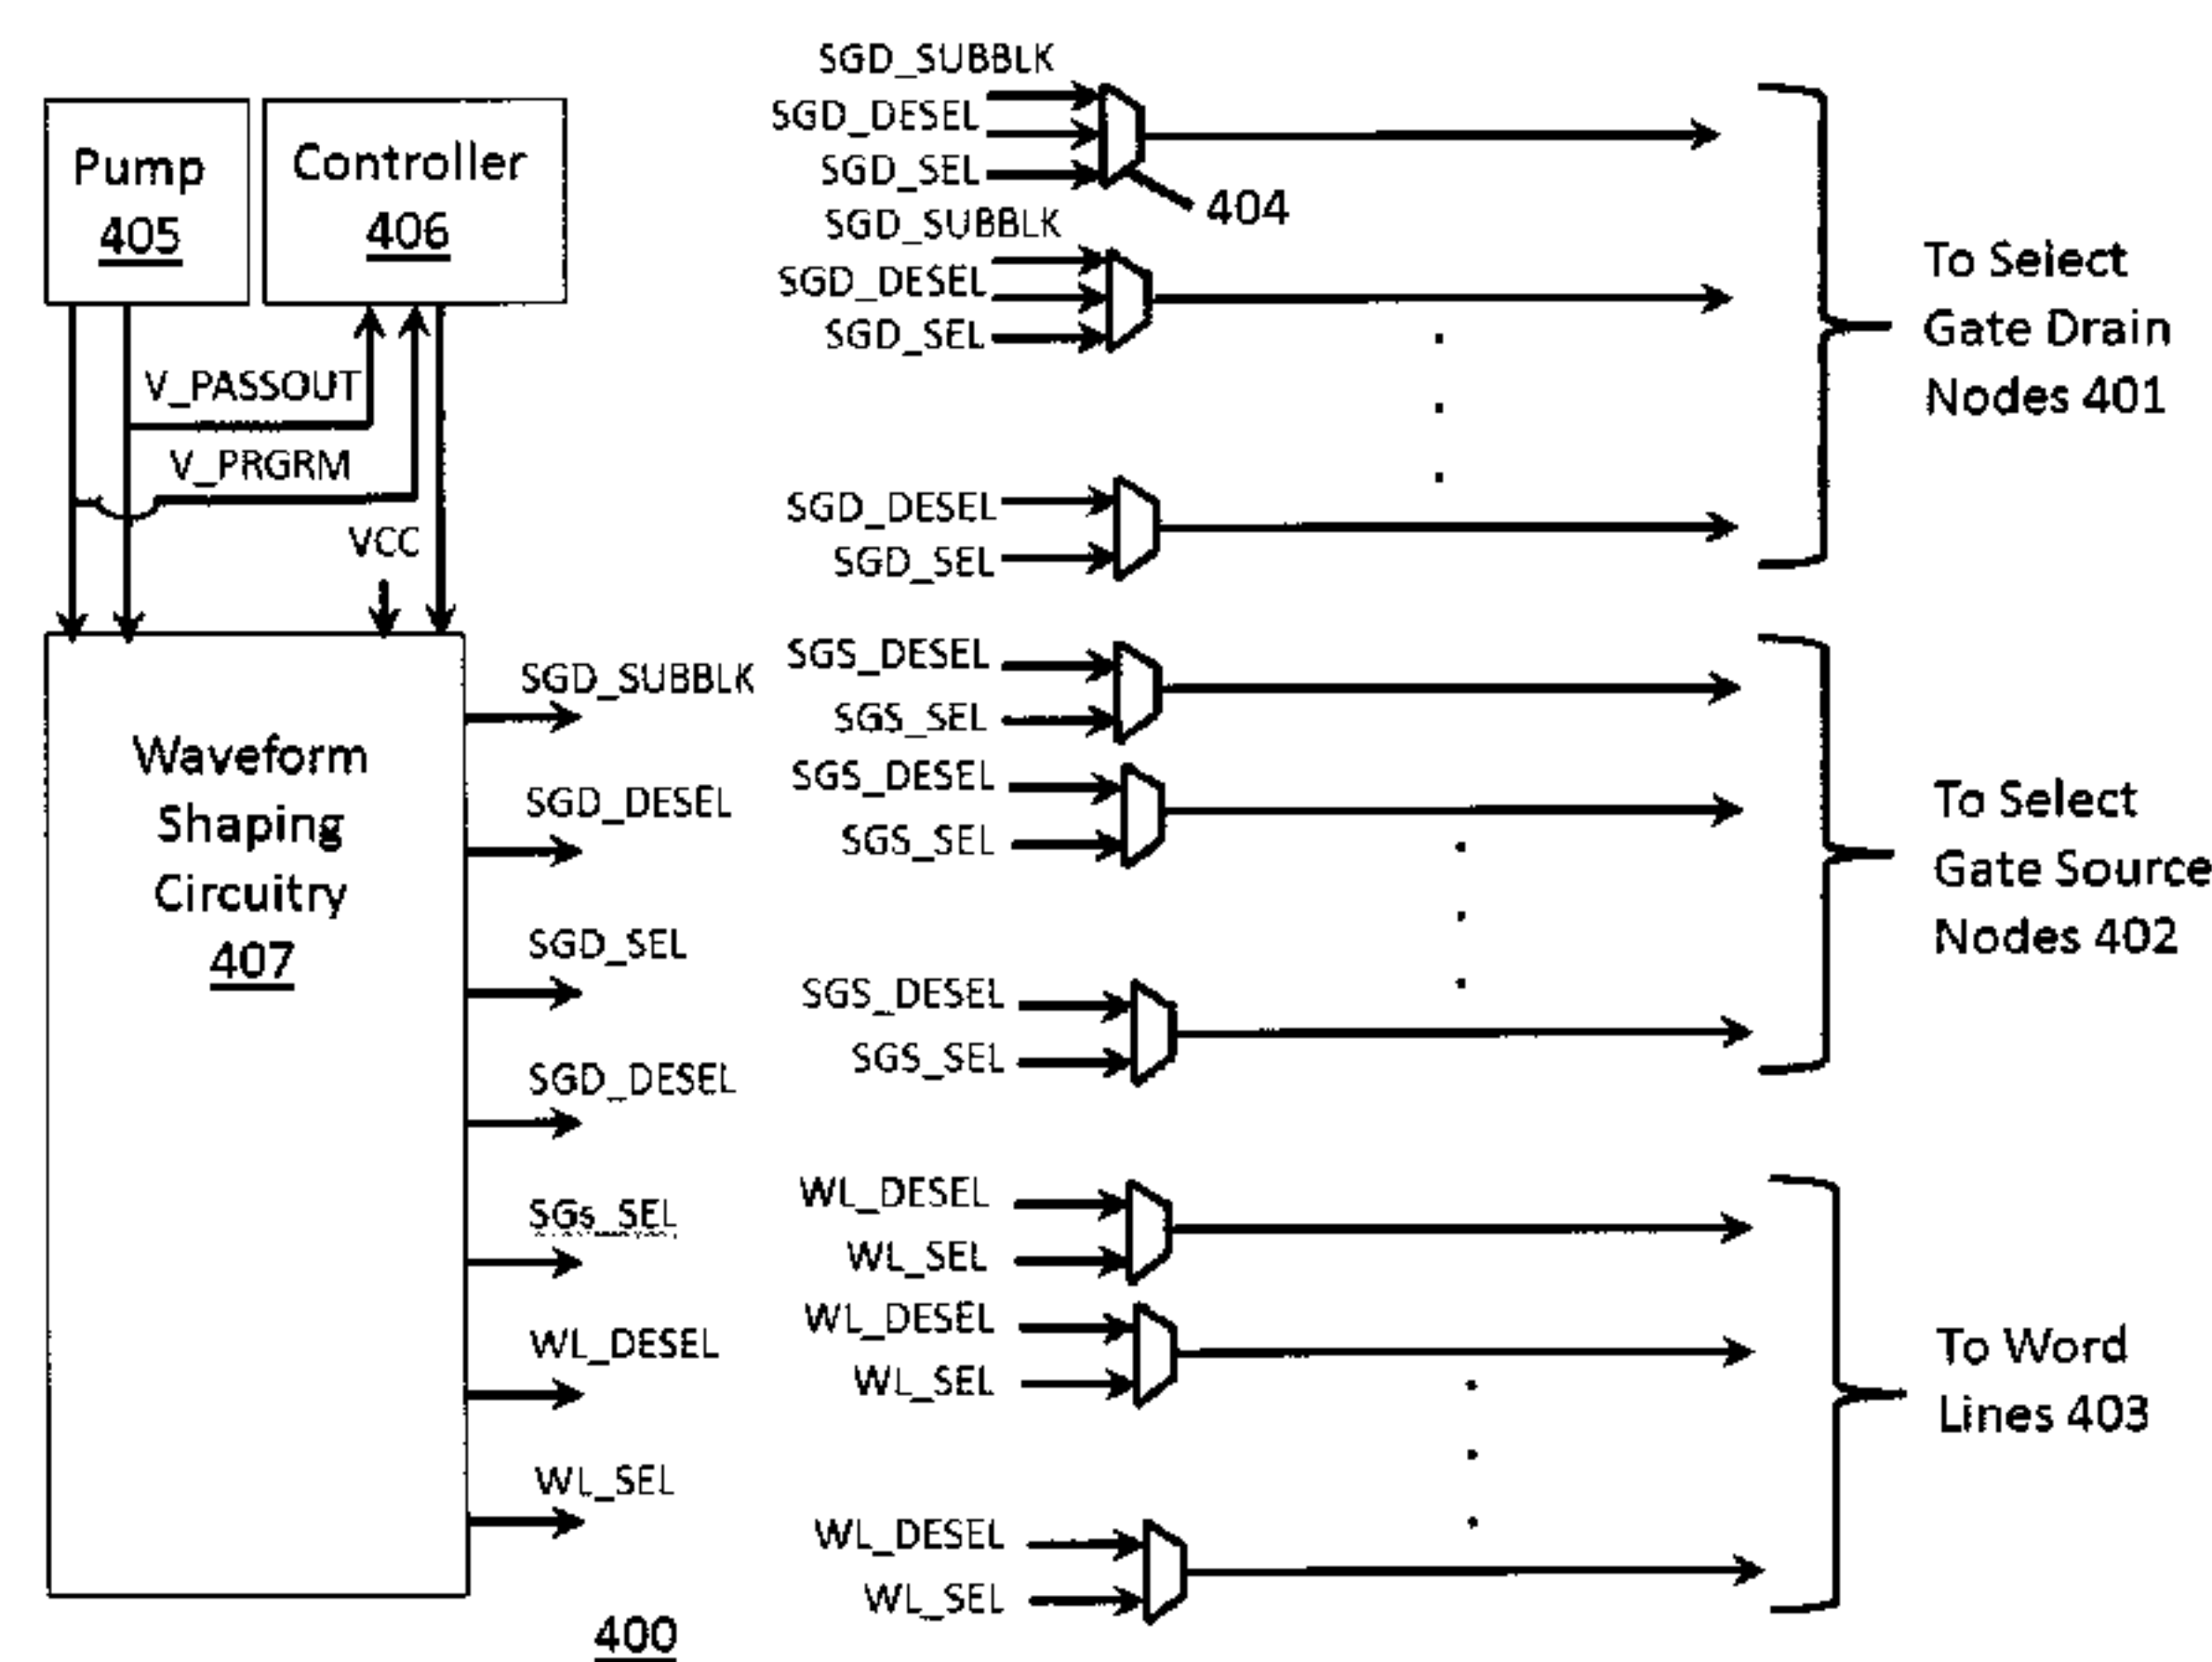 Pump
405
Controller
406
V_PASSOUT
V_PRGRM
VCC
Waveform
Shaping
Circuitry
407
SGD_SUBBLK
SGD_DESEL
SGD_SEL
SGD_DESEL
SGs_SEL
WL_DESEL
WL_SEL
400
SGD_SUBBLK
SGD_DESEL
SGD_SEL
404
SGD_SUBBLK
SGD_DESEL
SGD_SEL
SGD_DESEL
SGD_SEL
To Select
Gate Drain
Nodes 401
SGS_DESEL
SGS_SEL
SGS_DESEL
SGS_SEL
SGS_DESEL
SGS_SEL
To Select
Gate Source
Nodes 402
WL_DESEL
WL_SEL
WL_DESEL
WL_SEL
WL_DESEL
WL_SEL
To Word
Lines 403